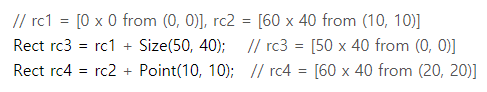 // rc1 = [0 x 0 from (0, 0)], rc2 = [60 x 40 from (10, 10)]
Rect rc3 = rc1 + Size(50, 40);    // rc3 = [50 x 40 from (0, 0)]
Rect rc4 = rc2 + Point(10, 10);   // rc4 = [60 x 40 from (20, 20)]